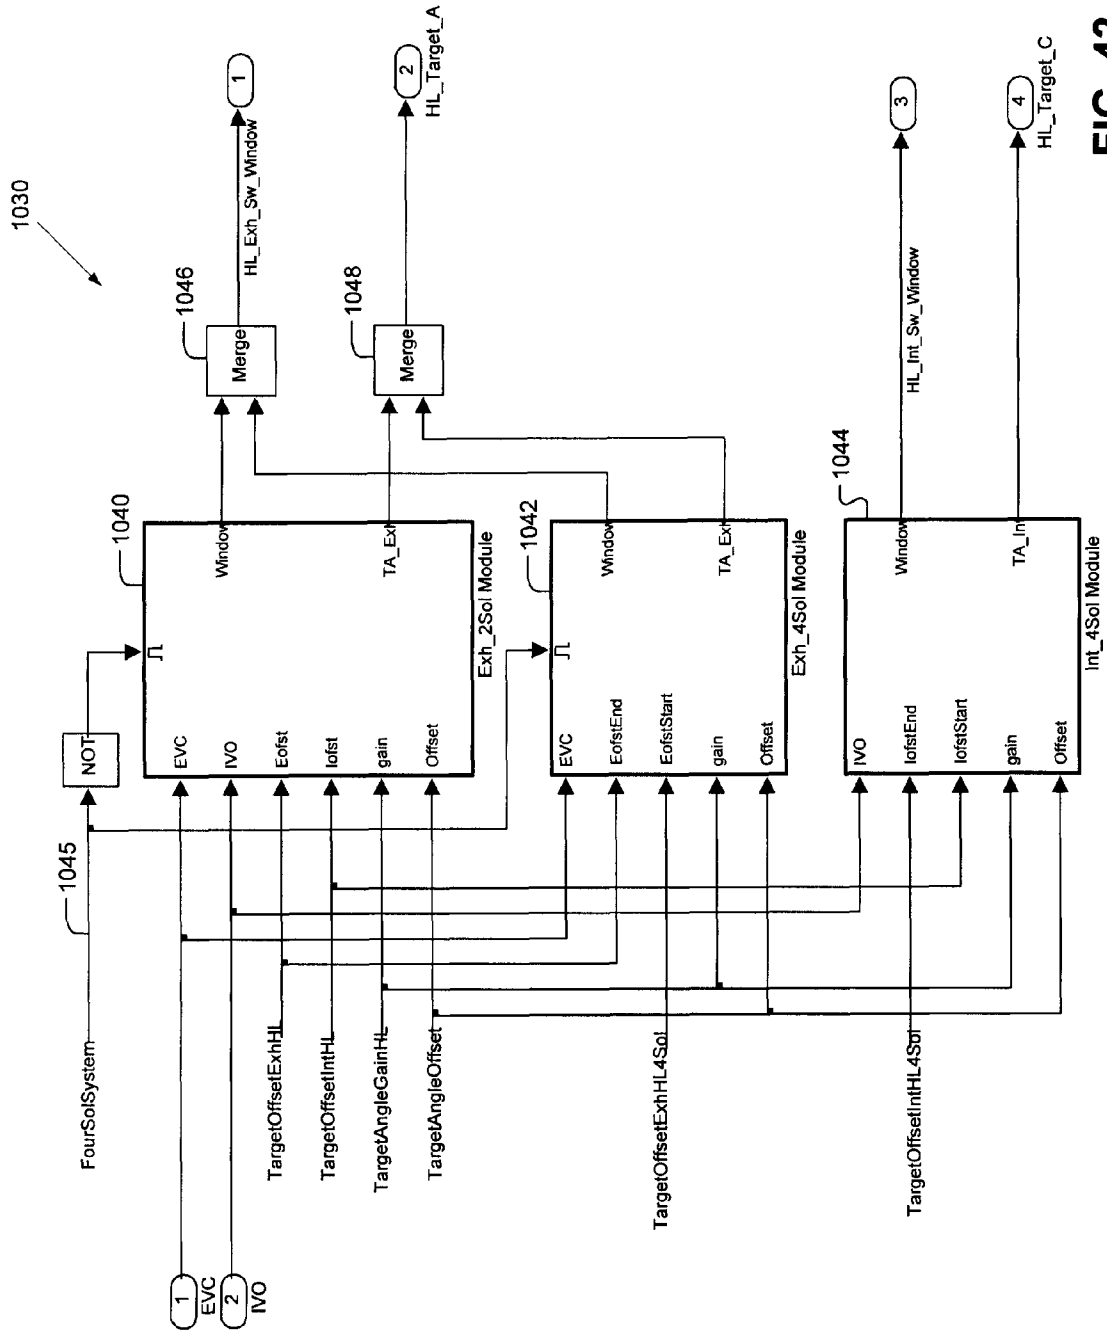 1030
1046
Merge
HL_Exh_Sw_Window
1
1048
Merge
2
HL_Target_A
FourSolSystem
1045
NOT
1040
EVC
IVO
Eofst
Iofst
gain
Offset
Window
TA_Exh
Exh_2Sol Module
1
EVC
2
IVO
TargetOffsetExhHL
TargetOffsetIntHL
TargetAngleGainHL
TargetAngleOffset
1042
EVC
EofstEnd
EofstStart
gain
Offset
Window
TA_Exh
Exh_4Sol Module
TargetOffsetExhHL4Sol
1044
IVO
IofstEnd
IofstStart
gain
Offset
Window
TA_Int
Int_4Sol Module
TargetOffsetIntHL4Sol
HL_Int_Sw_Window
3
4
HL_Target_C
FIG.